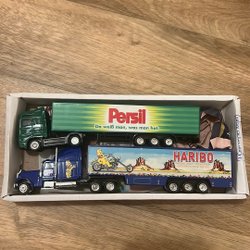 Persil
Da weiß man, was man hat.
HARIBO